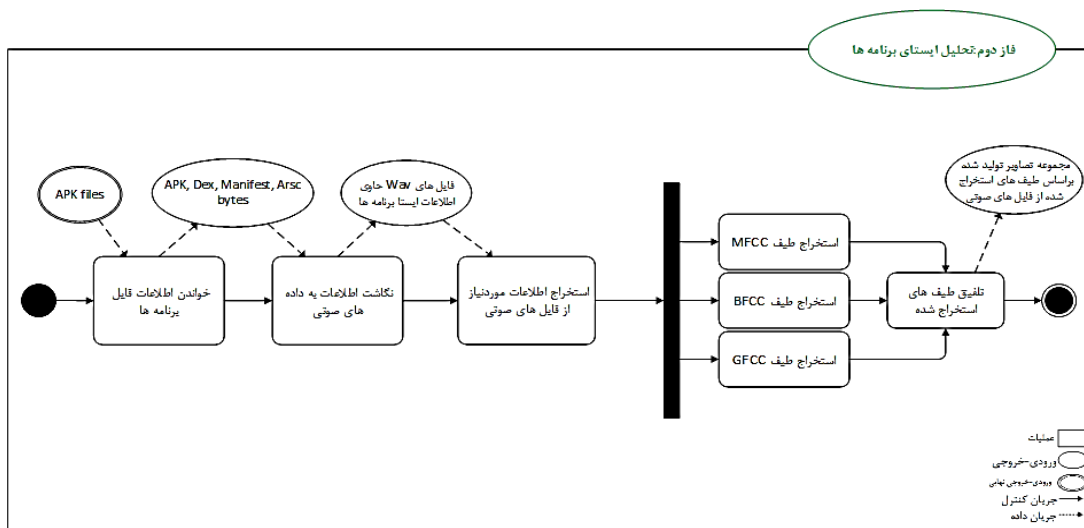 فاز دوم:تحلیل ایستای برنامه ها
APK files
APK, Dex, Manifest, Arsc
bytes
فایل های Wav حاوی
اطلاعات ایستا برنامه ها
مجموعه تصاویر تولید شده
براساس طیف های استخراج
شده از فایل های صوتی
خواندن اطلاعات فایل
برنامه ها
نگاشت اطلاعات به داده
های صوتی
استخراج اطلاعات موردنیاز
از فایل های صوتی
استخراج طیف MFCC
استخراج طیف BFCC
استخراج طیف GFCC
تلفیق طیف های
استخراج شده
عملیات
ورودی-خروجی
ورودی-خروجی نهایی
جریان کنترل
جریان داده